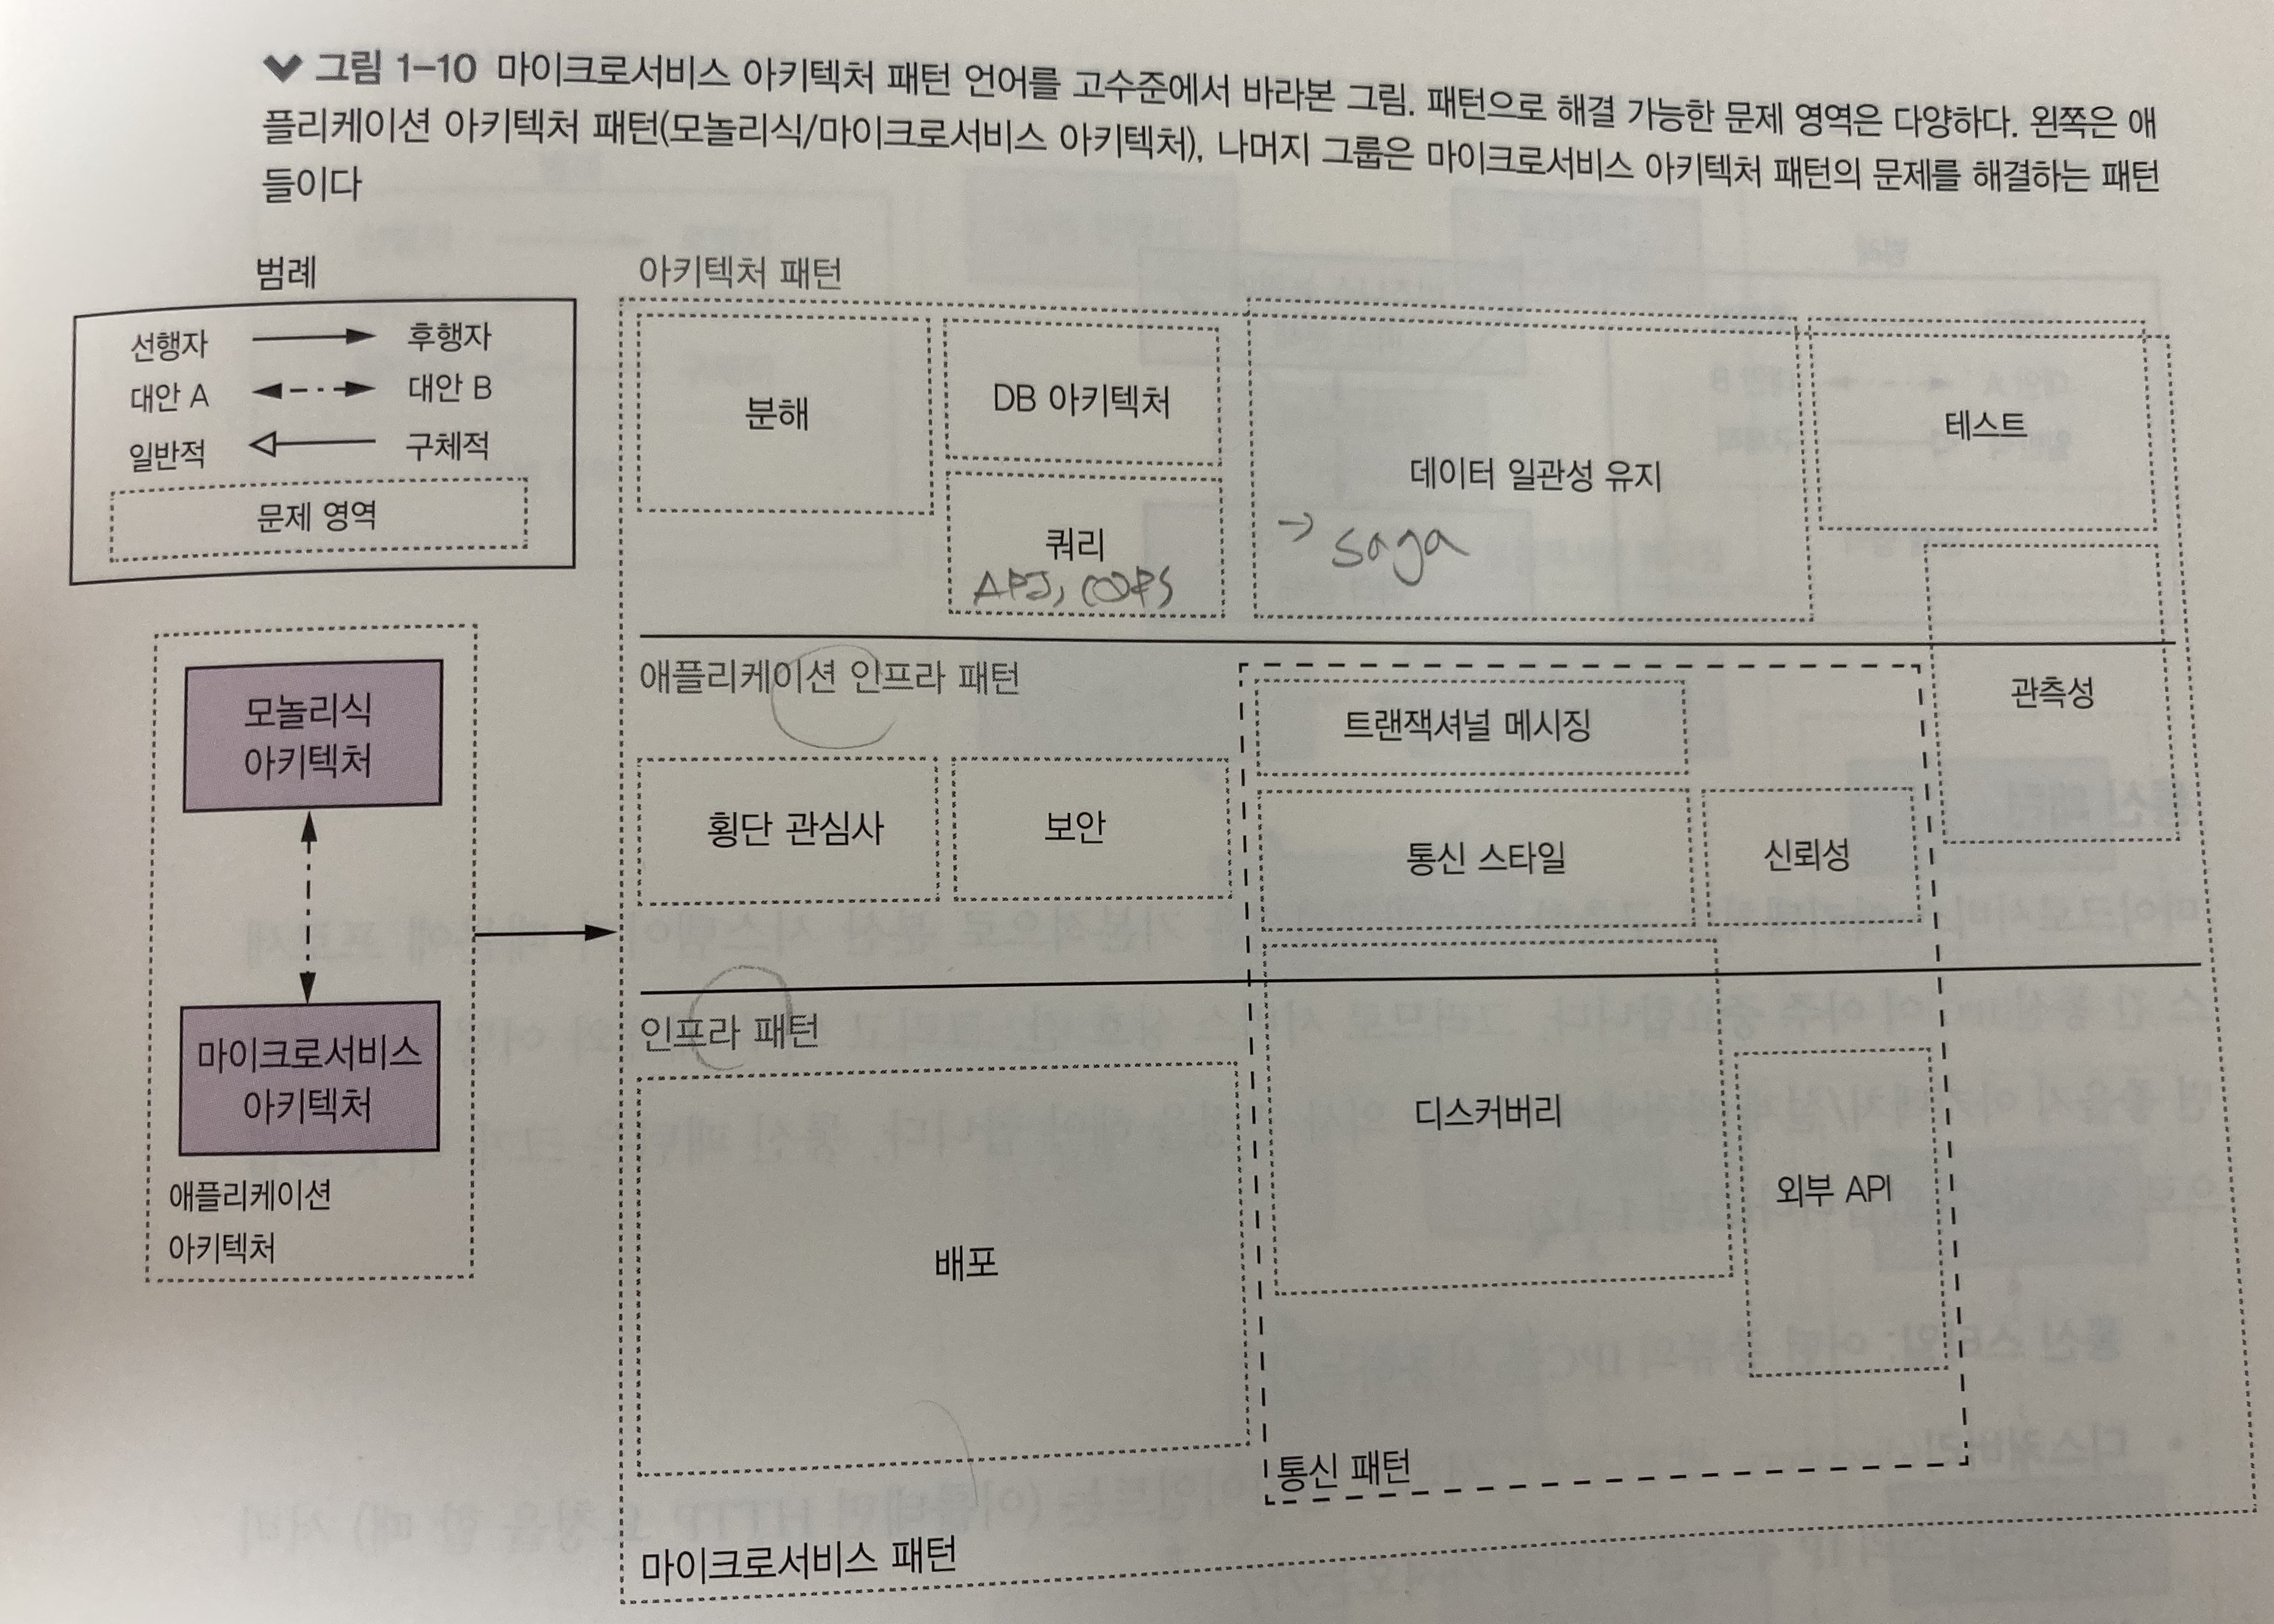 그림 1-10 마이크로서비스 아키텍처 패턴 언어를 고수준에서 바라본 그림. 패턴으로 해결 가능한 문제 영역은 다양하다. 왼쪽은 애
플리케이션 아키텍처 패턴(모놀리식/마이크로서비스 아키텍처), 나머지 그룹은 마이크로서비스 아키텍처 패턴의 문제를 해결하는 패턴
들이다
범례
선행자 후행자
대안 A 대안 B
일반적 구체적
문제 영역
모놀리식
아키텍처
마이크로서비스
아키텍처
애플리케이션
아키텍처
아키텍처 패턴
분해
DB 아키텍처
쿼리
API,
데이터 일관성 유지
→ saga
테스트
관측성
애플리케이션 인프라 패턴
횡단 관심사
보안
트랜잭셔널 메시징
통신 스타일
신뢰성
인프라 패턴
배포
디스커버리
외부 API
통신 패턴
마이크로서비스 패턴